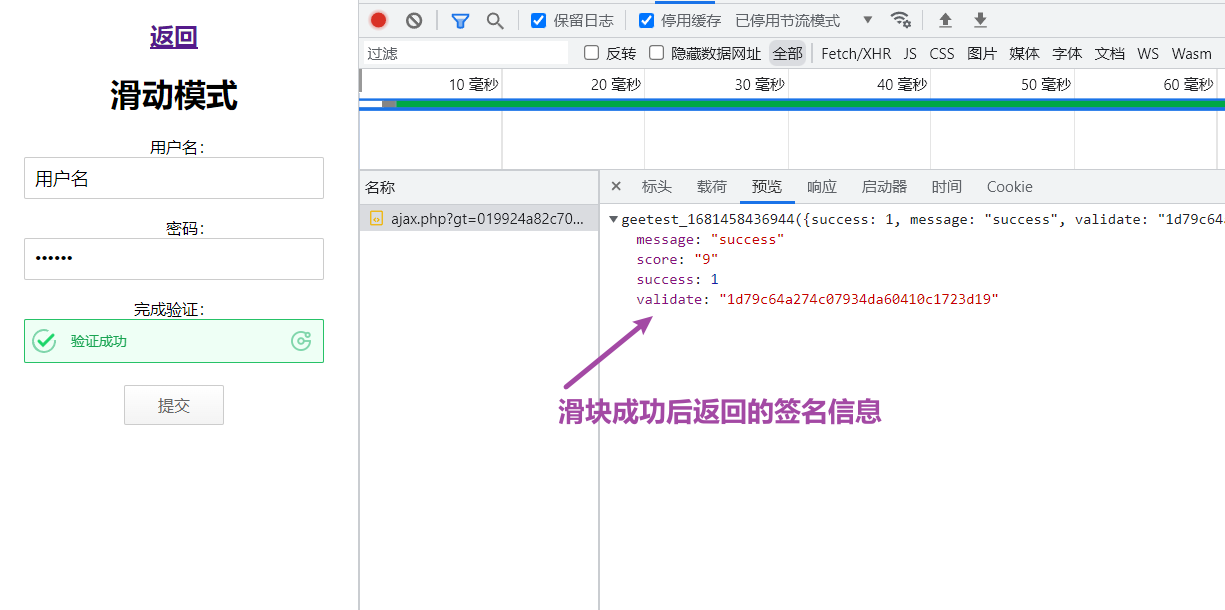 返回
滑动模式
用户名：
用户名
密码：
••••••
完成验证：
验证成功
提交
保留日志 停用缓存 已停用节流模式
过滤 反转 隐藏数据网址 全部 Fetch/XHR JS CSS 图片 媒体 字体 文档 WS Wasm
10 毫秒 20 毫秒 30 毫秒 40 毫秒 50 毫秒 60 毫秒
名称
ajax.php?gt=019924a82c70...
× 标头 载荷 预览 响应 启动器 时间 Cookie
geetest_1681458436944({success: 1, message: "success", validate: "1d79c64a
message: "success"
score: "9"
success: 1
validate: "1d79c64a274c07934da60410c1723d19"
滑块成功后返回的签名信息